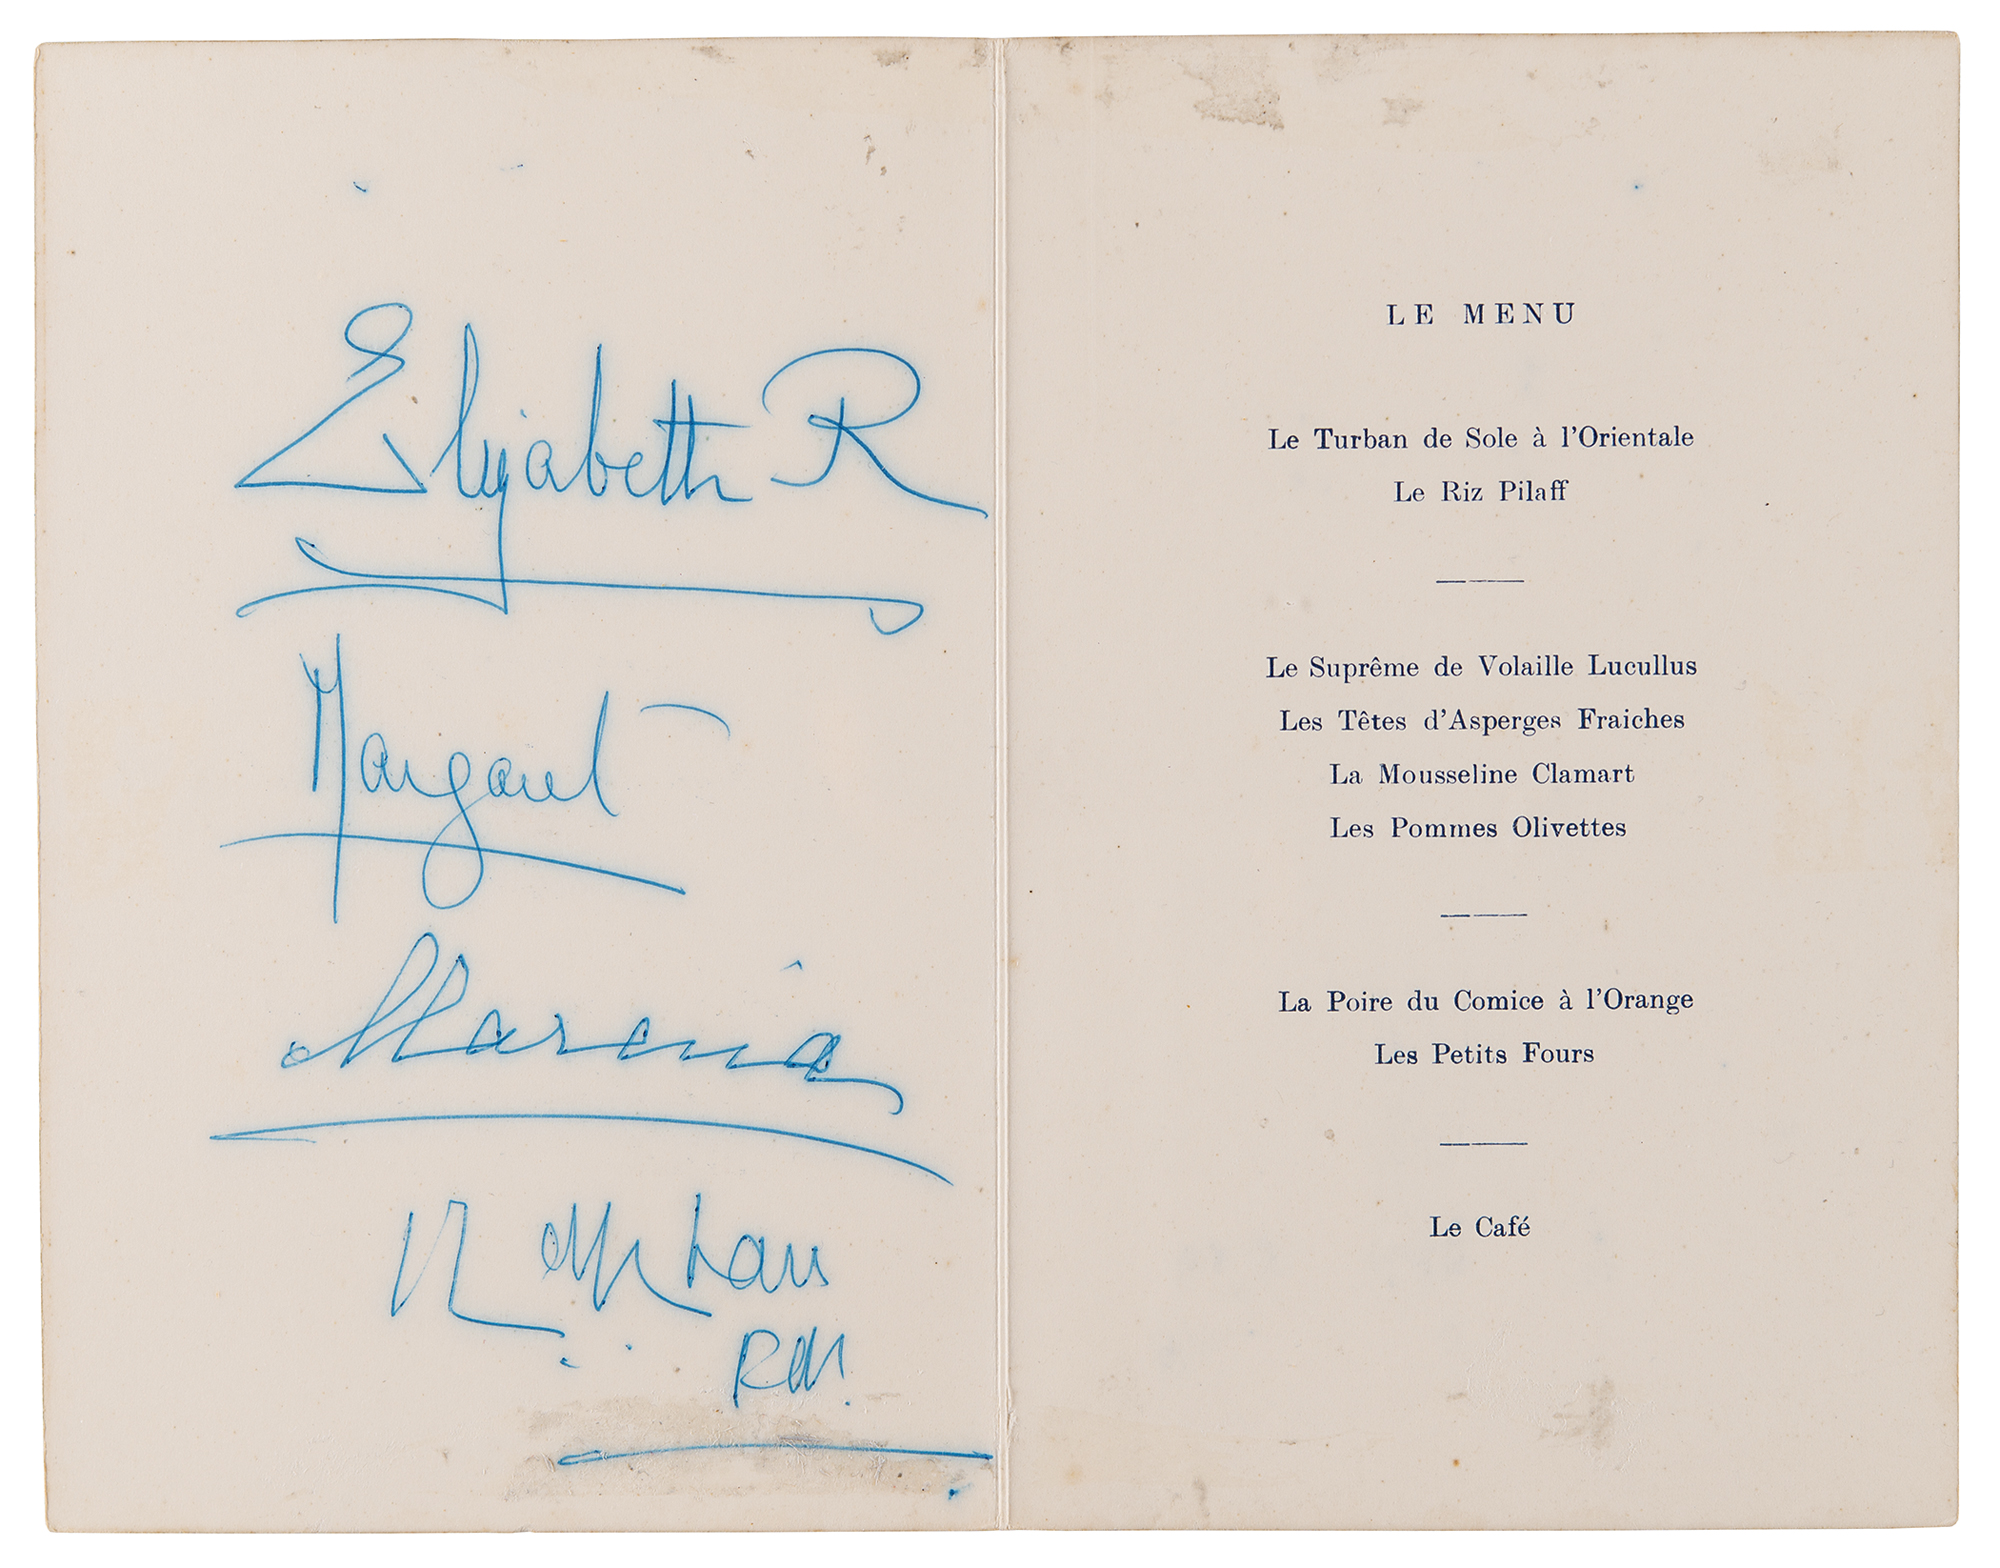 Elizabeth R
Margaret
Marina
LE MENU
Le Turban de Sole à l'Orientale
Le Riz Pilaff
Le Suprême de Volaille Lucullus
Les Têtes d'Asperges Fraiches
La Mousseline Clamart
Les Pommes Olivettes
La Poire du Comice à l'Orange
Les Petits Fours
Le Café